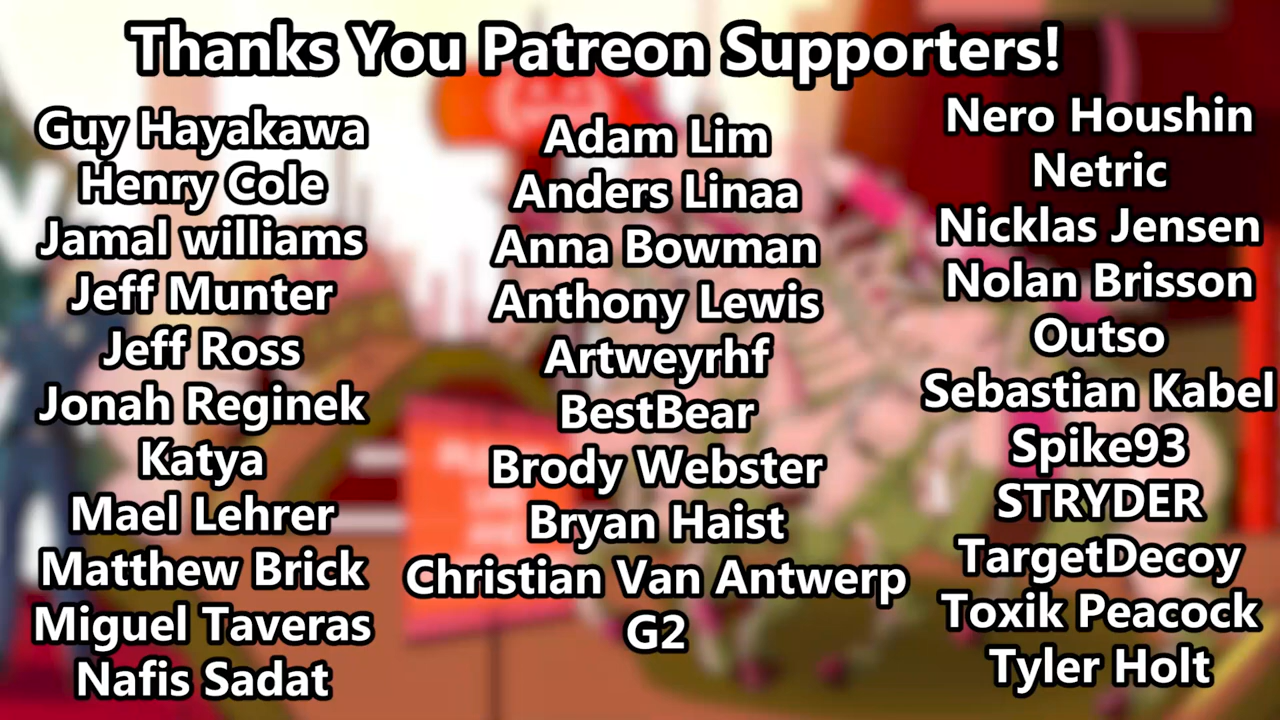 Thanks You Patreon Supporters!
Guy Hayakawa
Henry Cole
Jamal williams
Jeff Munter
Jeff Ross
Jonah Reginek
Katya
Mael Lehrer
Matthew Brick
Miguel Taveras
Nafis Sadat
Adam Lim
Anders Linaa
Anna Bowman
Anthony Lewis
Artweyrhf
BestBear
Brody Webster
Bryan Haist
Christian Van Antwerp
G2
Nero Houshin
Netric
Nicklas Jensen
Nolan Brisson
Outso
Sebastian Kabel
Spike93
STRYDER
TargetDecoy
Toxik Peacock
Tyler Holt